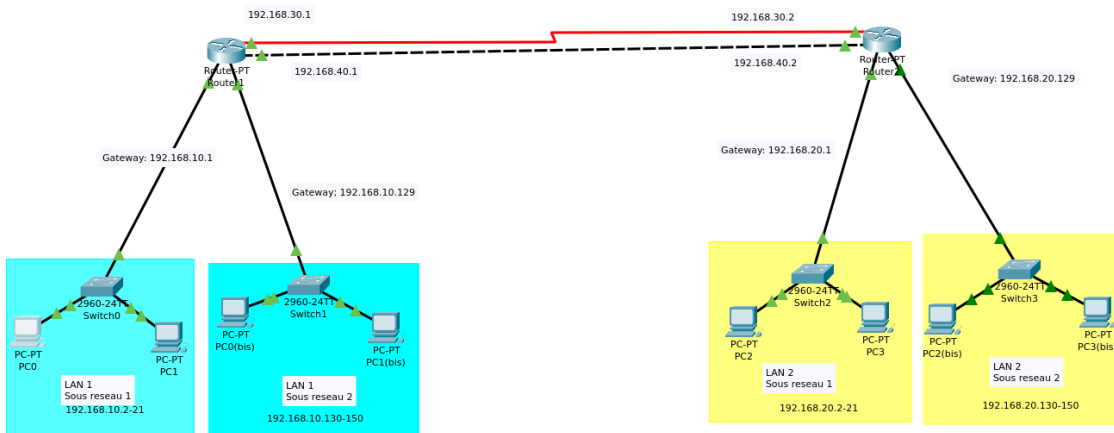 192.168.30.1
192.168.30.2
Router-PT
Router1
192.168.40.1
192.168.40.2
Router-PT
Router2
Gateway: 192.168.20.129
Gateway: 192.168.10.1
Gateway: 192.168.20.1
Gateway; 192.168.10.129
2960-24TT
Switch0
2960-24TT
Switch1
2960-24TT
Switch2
2960-24TT
Switch3
PC-PT
PC0
PC-PT
PC1
PC-PT
PC0(bis)
PC-PT
PC1(bis)
PC-PT
PC2
PC-PT
PC3
PC-PT
PC2(bis)
PC-PT
PC3(bis
LAN 1
Sous reseau 1
192.168.10.2-21
LAN 1
Sous reseau 2
192.168.10.130-150
LAN 2
Sous reseau 1
192.168.20.2-21
LAN 2
Sous reseau 2
192.168.20.130-150